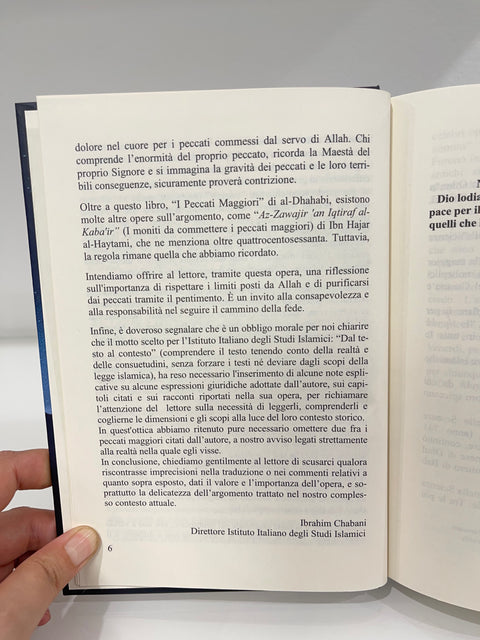 dolore nel cuore per i peccati commessi dal servo di Allah. Chi
comprende l'enormità del proprio peccato, ricorda la Maestà del
proprio Signore e si immagina la gravità dei peccati e le loro terri-
bili conseguenze, sicuramente proverà contrizione.
Oltre a questo libro, “I Peccati Maggiori” di al-Dhahabi, esistono
molte altre opere sull'argomento, come “Az-Zawajir 'an Iqtiraf al-
Kaba'ir” (I moniti da commettere i peccati maggiori) di Ibn Hajar
al-Haytami, che ne menziona oltre quattrocentosessanta. Tuttavia,
la regola rimane quella che abbiamo ricordato.
Intendiamo offrire al lettore, tramite questa opera, una riflessione
sull'importanza di rispettare i limiti posti da Allah e di purificarsi
dai peccati tramite il pentimento. È un invito alla consapevolezza e
alla responsabilità nel seguire il cammino della fede.
Infine, è doveroso segnalare che è un obbligo morale per noi chiarire
che il motto scelto per l'Istituto Italiano degli Studi Islamici: “Dal te-
sto al contesto” (comprendere il testo tenendo conto della realtà e
delle consuetudini, senza forzare i testi né deviare dagli scopi della
legge islamica), ha reso necessario l'inserimento di alcune note espli-
cative su alcune espressioni giuridiche adottate dall'autore, sui capi-
toli citati e sui racconti riportati nella sua opera, per richiamare
l'attenzione del lettore sulla necessità di leggerli, comprenderli e
coglierne le dimensioni e gli scopi alla luce del loro contesto storico.
In quest'ottica abbiamo ritenuto pure necessario omettere due fra i
peccati maggiori citati dall'autore, a nostro avviso legati strettamente
alla realtà nella quale egli visse.
In conclusione, chiediamo gentilmente al lettore di scusarci qualora
riscontrasse imprecisioni nella traduzione o nei commenti relativi a
quanto sopra esposto, dati il valore e l'importanza dell'opera, e so-
prattutto la delicatezza dell'argomento trattato nel nostro comples-
so contesto attuale.
Ibrahim Chabani
Direttore Istituto Italiano degli Studi Islamici
6
Dio lodia
pace per il
quelli che